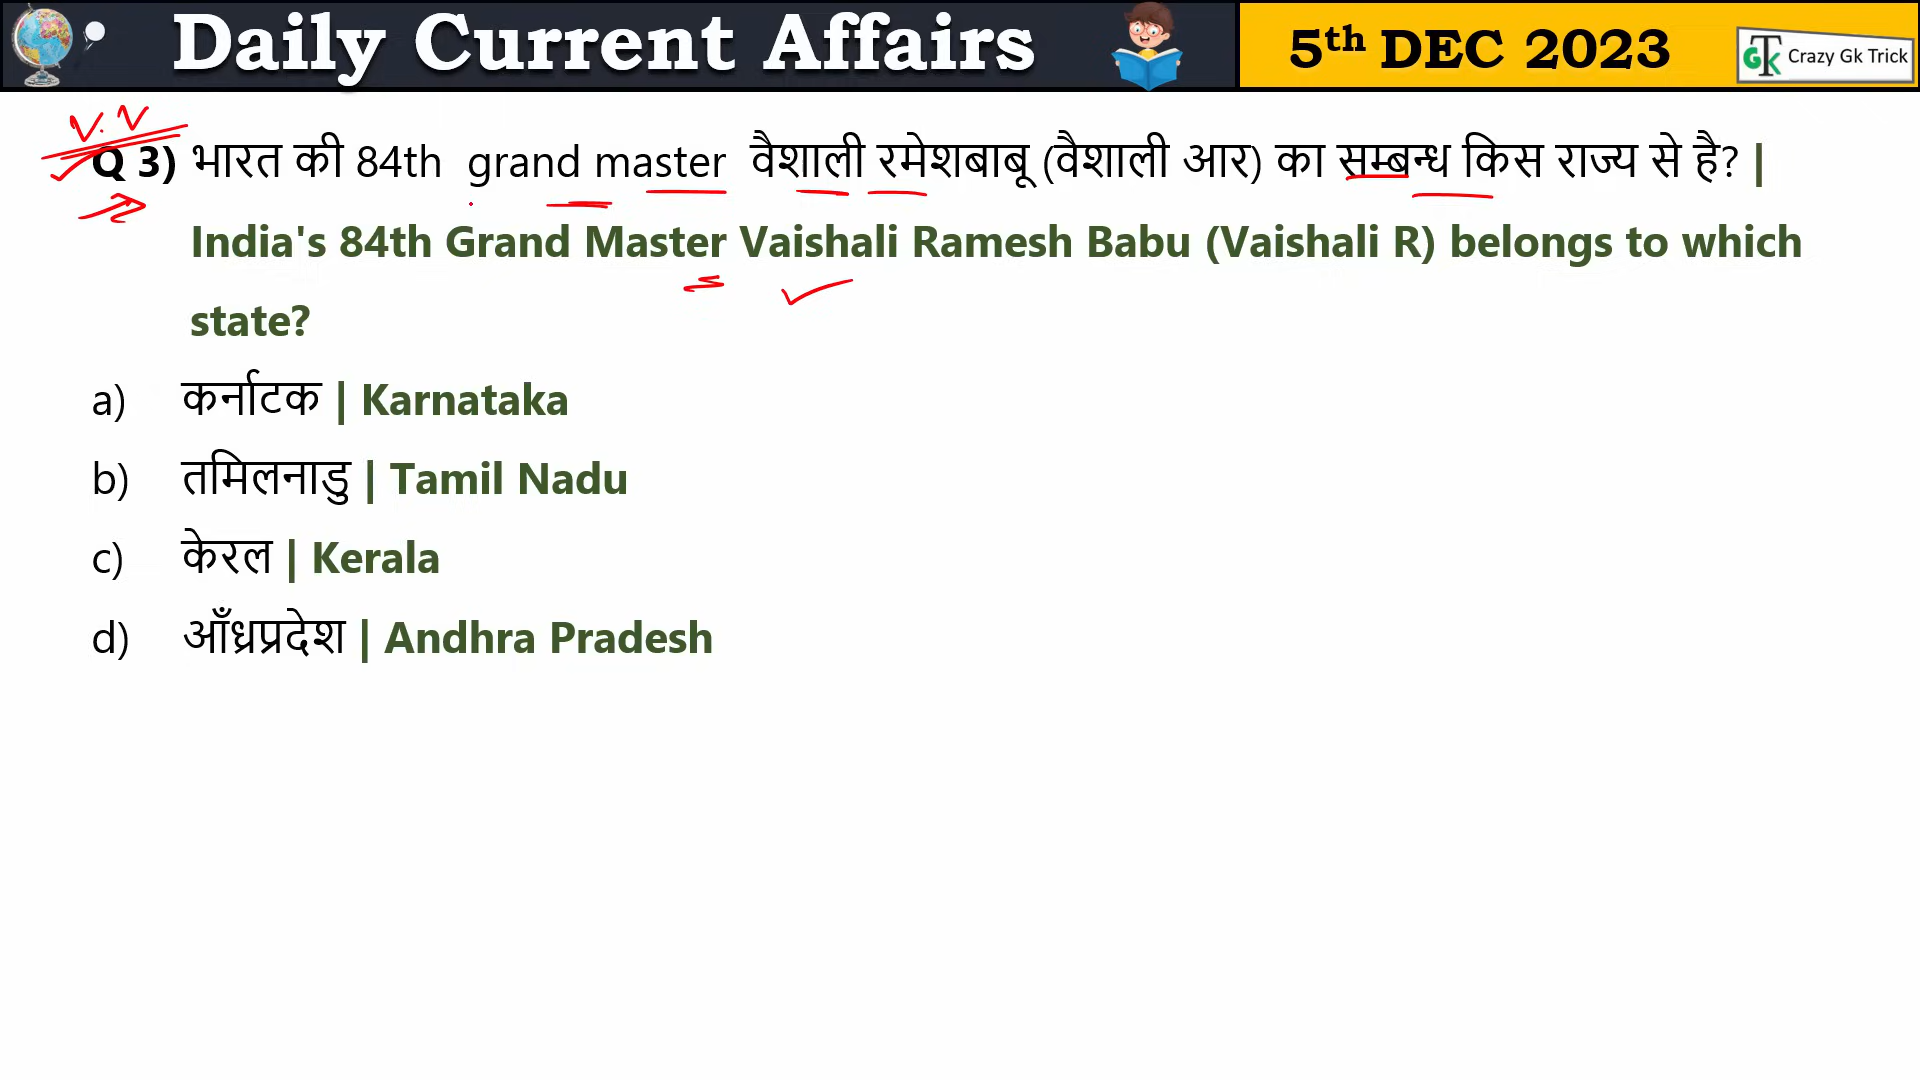 Daily Current Affairs
5th DEC 2023
GTK Crazy Gk Trick
V.V
Q 3) भारत की 84th grand master वैशाली रमेशबाबू (वैशाली आर) का सम्बन्ध किस राज्य से है? |
India's 84th Grand Master Vaishali Ramesh Babu (Vaishali R) belongs to which
state?
a) कर्नाटक | Karnataka
b) तमिलनाडु | Tamil Nadu
c) केरल | Kerala
d) आँध्रप्रदेश | Andhra Pradesh